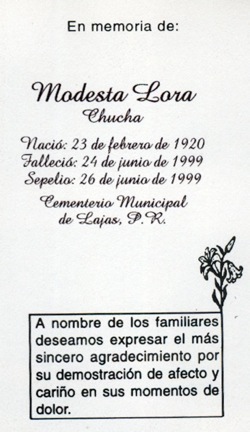 En memoria de:
Modesta Lora
Chucha
Nació: 23 de febrero de 1920
Falleció: 24 de junio de 1999
Sepelio: 26 de junio de 1999
Cementerio Municipal
de Lajas, P.R.
A nombre de los familiares
deseamos expresar el más
sincero agradecimiento por
su demostración de afecto y
cariño en sus momentos de
dolor.